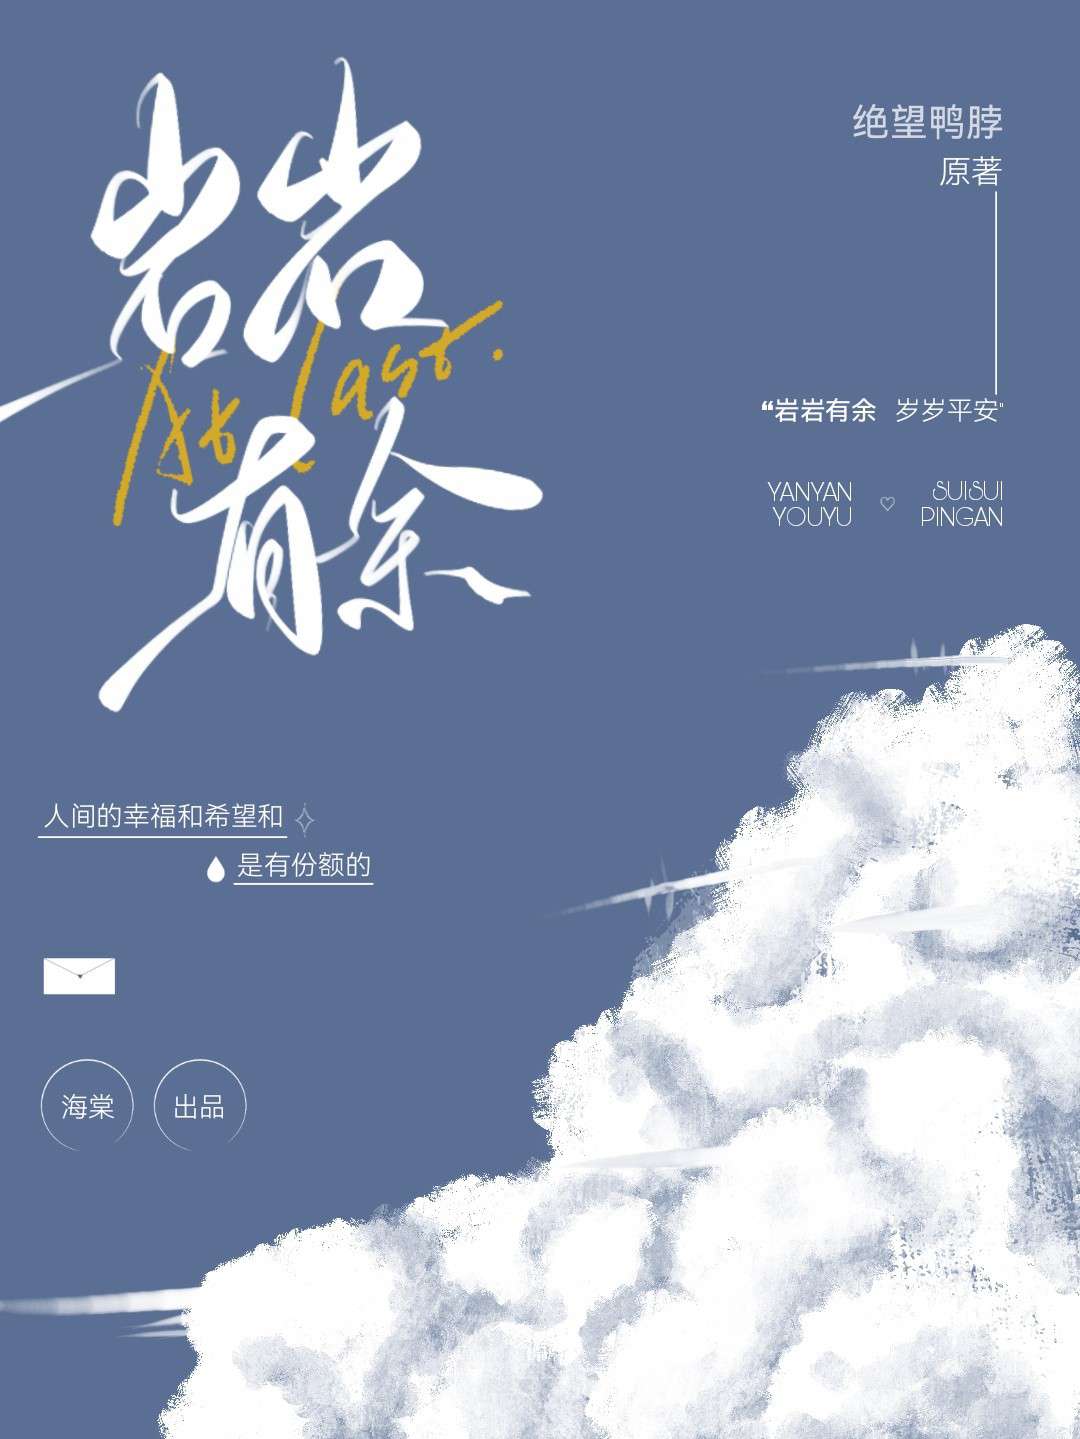 岩岩
At last.
有余
绝望鸭脖
原著
“岩岩有余 岁岁平安”
YANYAN
YOUYU
SUISUI
PINGAN
人间的幸福和希望和
是有份额的
海棠
出品